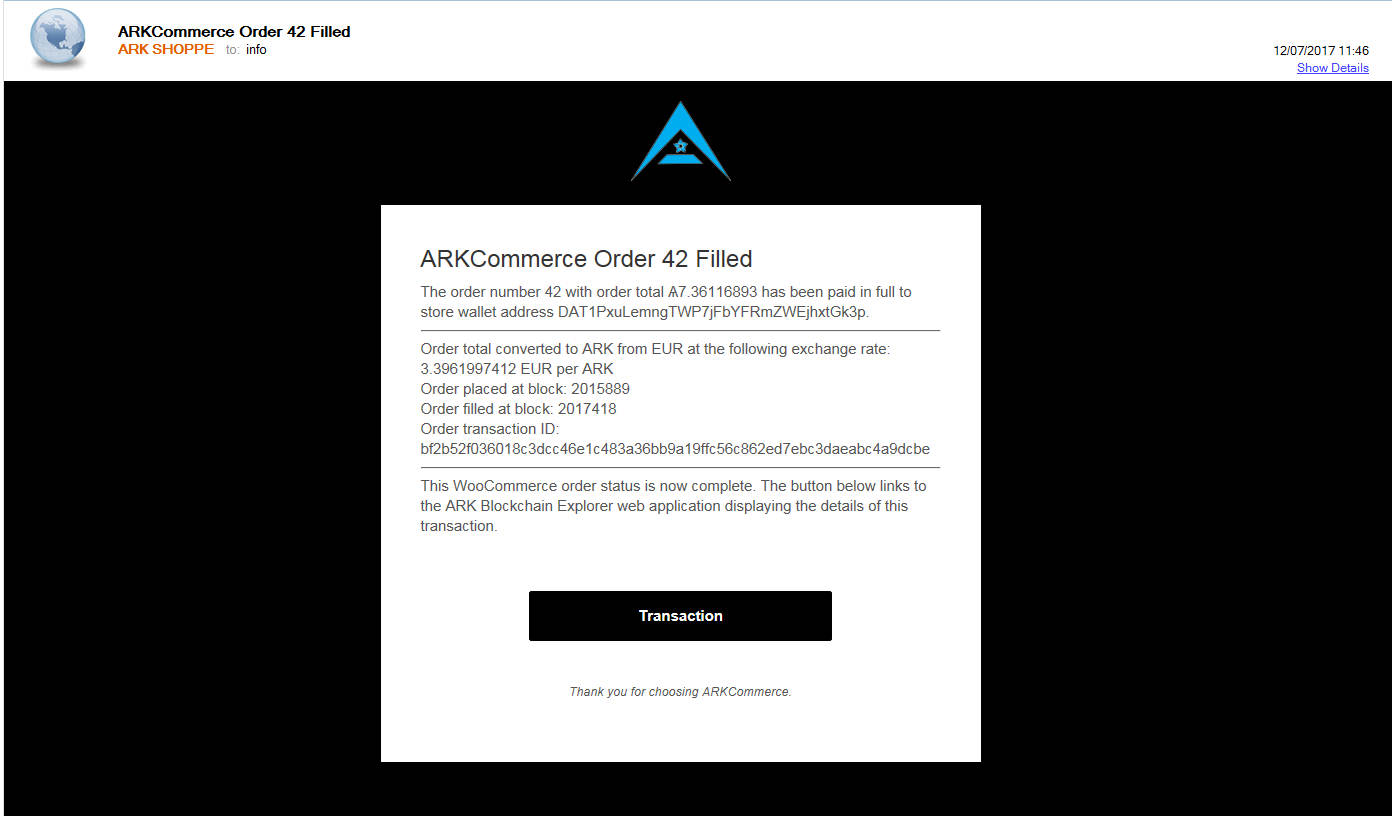 ARKCommerce Order 42 Filled
ARK SHOPPE to: info
12/07/2017 11:46
Show Details
ARKCommerce Order 42 Filled
The order number 42 with order total Ѧ7.36116893 has been paid in full to
store wallet address DAT1PxuLemngTWP7jFbYFRmZWEjhxtGk3p.
Order total converted to ARK from EUR at the following exchange rate:
3.3961997412 EUR per ARK
Order placed at block: 2015889
Order filled at block: 2017418
Order transaction ID:
bf2b52f036018c3dcc46e1c483a36bb9a19ffc56c862ed7ebc3daeabc4a9dcbe
This WooCommerce order status is now complete. The button below links to
the ARK Blockchain Explorer web application displaying the details of this
transaction.
Transaction
Thank you for choosing ARKCommerce.